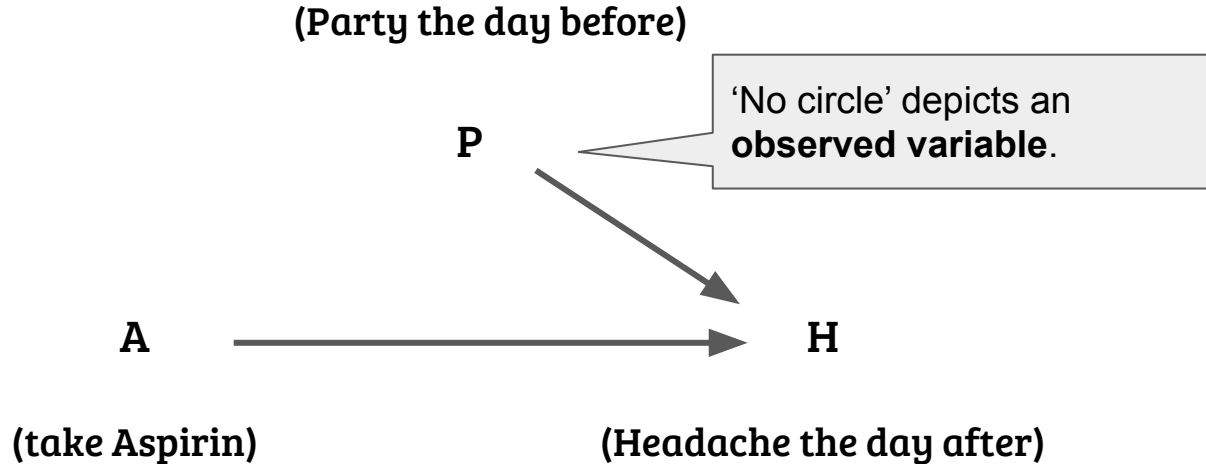 (Party the day before)
‘No circle’ depicts an
observed variable.
P
A
H
(take Aspirin)
(Headache the day after)